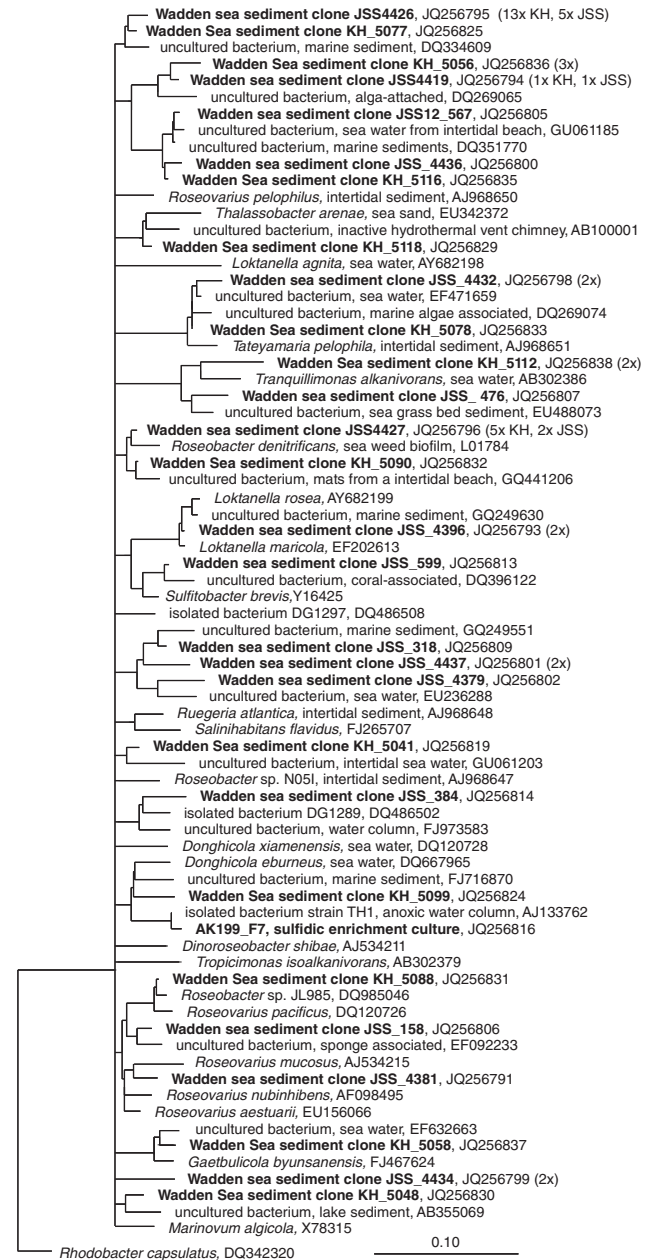 Wadden sea sediment clone JSS4426, JQ256795 (13x KH, 5x JSS)
Wadden Sea sediment clone KH_5077, JQ256825
uncultured bacterium, marine sediment, DQ334609
Wadden Sea sediment clone KH_5056, JQ256836 (3x)
Wadden sea sediment clone JSS4419, JQ256794 (1x KH, 1x JSS)
uncultured bacterium, alga-attached, DQ269065
Wadden sea sediment clone JSS12_567, JQ256805
uncultured bacterium, sea water from intertidal beach, GU061185
uncultured bacterium, marine sediments, DQ351770
Wadden sea sediment clone JSS_4436, JQ256800
Wadden Sea sediment clone KH_5116, JQ256835
Roseovarius pelophilus, intertidal sediment, AJ968650
Thalassobacter arenae, sea sand, EU342372
uncultured bacterium, inactive hydrothermal vent chimney, AB100001
Wadden Sea sediment clone KH_5118, JQ256829
Loktanella agnita, sea water, AY682198
Wadden sea sediment clone JSS_4432, JQ256798 (2x)
uncultured bacterium, sea water, EF471659
uncultured bacterium, marine algae associated, DQ269074
Wadden Sea sediment clone KH_5078, JQ256833
Tateyamaria pelophila, intertidal sediment, AJ968651
Wadden Sea sediment clone KH_5112, JQ256838 (2x)
Tranquillimonas alkanivorans, sea water, AB302386
Wadden Sea sediment clone JSS_ 476, JQ256807
uncultured bacterium, sea grass bed sediment, EU488073
Wadden sea sediment clone JSS4427, JQ256796 (5x KH, 2x JSS)
Roseobacter denitrificans, sea weed biofilm, L01784
Wadden Sea sediment clone KH_5090, JQ256832
uncultured bacterium, mats from a intertidal beach, GQ441206
Loktanella rosea, AY682199
uncultured bacterium, marine sediment, GQ249630
Wadden sea sediment clone JSS_4396, JQ256793 (2x)
Loktanella maricola, EF202613
Wadden sea sediment clone JSS_599, JQ256813
uncultured bacterium, coral-associated, DQ396122
Sulfitobacter brevis,Y16425
isolated bacterium DG1297, DQ486508
uncultured bacterium, marine sediment, GQ249551
Wadden sea sediment clone JSS_318, JQ256809
Wadden sea sediment clone JSS_4437, JQ256801 (2x)
Wadden sea sediment clone JSS_4379, JQ256802
uncultured bacterium, sea water, EU236288
Ruegeria atlantica, intertidal sediment, AJ968648
Salinihabitans flavidus, FJ265707
Wadden Sea sediment clone KH_5041, JQ256819
uncultured bacterium, intertidal sea water, GU061203
Roseobacter sp. N05I, intertidal sediment, AJ968647
Wadden sea sediment clone JSS_384, JQ256814
isolated bacterium DG1289, DQ486502
uncultured bacterium, water column, FJ973583
Donghicola xiamenensis, sea water, DQ120728
Donghicola eburneus, sea water, DQ667965
uncultured bacterium, marine sediment, FJ716870
Wadden Sea sediment clone KH_5099, JQ256824
isolated bacterium strain TH1, anoxic water column, AJ133762
AK199_F7, sulfidic enrichment culture, JQ256816
Dinoroseobacter shibae, AJ534211
Tropicimonas isoalkanivorans, AB302379
Wadden Sea sediment clone KH_5088, JQ256831
Roseobacter sp. JL985, DQ985046
Roseovarius pacificus, DQ120726
Wadden sea sediment clone JSS_158, JQ256806
uncultured bacterium, sponge associated, EF092233
Roseovarius mucosus, AJ534215
Wadden sea sediment clone JSS_4381, JQ256791
Roseovarius nubinhibens, AF098495
Roseovarius aestuarii, EU156066
uncultured bacterium, sea water, EF632663
Wadden Sea sediment clone KH_5058, JQ256837
Gaetbulicola byunsanensis, FJ467624
Wadden sea sediment clone JSS_4434, JQ256799 (2x)
Wadden Sea sediment clone KH_5048, JQ256830
uncultured bacterium, lake sediment, AB355069
Marinovum algicola, X78315
0.10
Rhodobacter capsulatus, DQ342320